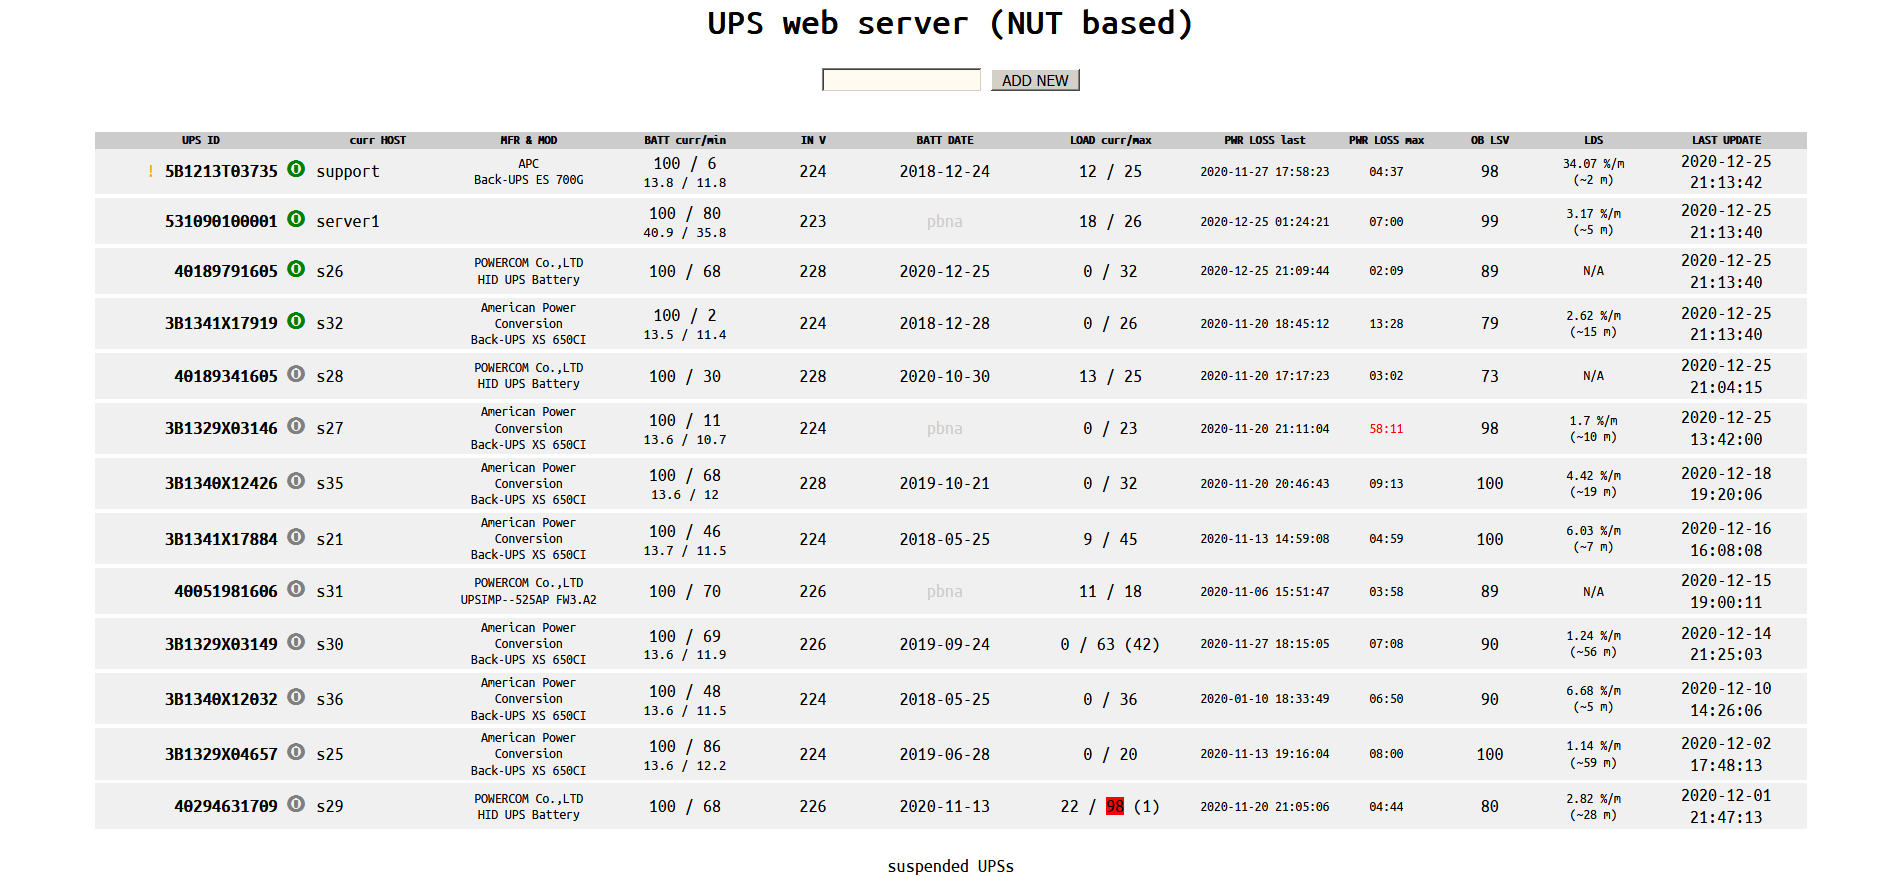 UPS web server (NUT based)
ADD NEW
UPS ID curr HOST MFR & MOD BATT curr/min IN V BATT DATE LOAD curr/max PWR LOSS last PWR LOSS max OB LSV LDS LAST UPDATE
! 5B1213T03735 support APC Back-UPS ES 700G 100 / 6 13.8 / 11.8 224 2018-12-24 12 / 25 2020-11-27 17:58:23 04:37 98 34.07 %/m (~2 m) 2020-12-25 21:13:42
531090100001 server1 100 / 80 40.9 / 35.8 223 pbna 18 / 26 2020-12-25 01:24:21 07:00 99 3.17 %/m (~5 m) 2020-12-25 21:13:40
40189791605 s26 POWERCOM Co.,LTD HID UPS Battery 100 / 68 228 2020-12-25 0 / 32 2020-12-25 21:09:44 02:09 89 N/A 2020-12-25 21:13:40
3B1341X17919 s32 American Power Conversion Back-UPS XS 650CI 100 / 2 13.5 / 11.4 224 2018-12-28 0 / 26 2020-11-20 18:45:12 13:28 79 2.62 %/m (~15 m) 2020-12-25 21:13:40
40189341605 s28 POWERCOM Co.,LTD HID UPS Battery 100 / 30 228 2020-10-30 13 / 25 2020-11-20 17:17:23 03:02 73 N/A 2020-12-25 21:04:15
3B1329X03146 s27 American Power Conversion Back-UPS XS 650CI 100 / 11 13.6 / 10.7 224 pbna 0 / 23 2020-11-20 21:11:04 58:11 98 1.7 %/m (~10 m) 2020-12-25 13:42:00
3B1340X12426 s35 American Power Conversion Back-UPS XS 650CI 100 / 68 13.6 / 12 228 2019-10-21 0 / 32 2020-11-20 20:46:43 09:13 100 4.42 %/m (~19 m) 2020-12-18 19:20:06
3B1341X17884 s21 American Power Conversion Back-UPS XS 650CI 100 / 46 13.7 / 11.5 224 2018-05-25 9 / 45 2020-11-13 14:59:08 04:59 100 6.03 %/m (~7 m) 2020-12-16 16:08:08
40051981606 s31 POWERCOM Co.,LTD UPSIMP--525AP FW3.A2 100 / 70 226 pbna 11 / 18 2020-11-06 15:51:47 03:58 89 N/A 2020-12-15 19:00:11
3B1329X03149 s30 American Power Conversion Back-UPS XS 650CI 100 / 69 13.6 / 11.9 226 2019-09-24 0 / 63 (42) 2020-11-27 18:15:05 07:08 90 1.24 %/m (~56 m) 2020-12-14 21:25:03
3B1340X12032 s36 American Power Conversion Back-UPS XS 650CI 100 / 48 13.6 / 11.5 224 2018-05-25 0 / 36 2020-01-10 18:33:49 06:50 90 6.68 %/m (~5 m) 2020-12-10 14:26:06
3B1329X04657 s25 American Power Conversion Back-UPS XS 650CI 100 / 86 13.6 / 12.2 224 2019-06-28 0 / 20 2020-11-13 19:16:04 08:00 100 1.14 %/m (~59 m) 2020-12-02 17:48:13
40294631709 s29 POWERCOM Co.,LTD HID UPS Battery 100 / 68 226 2020-11-13 22 / 98 (1) 2020-11-20 21:05:06 04:44 80 2.82 %/m (~28 m) 2020-12-01 21:47:13
suspended UPSs